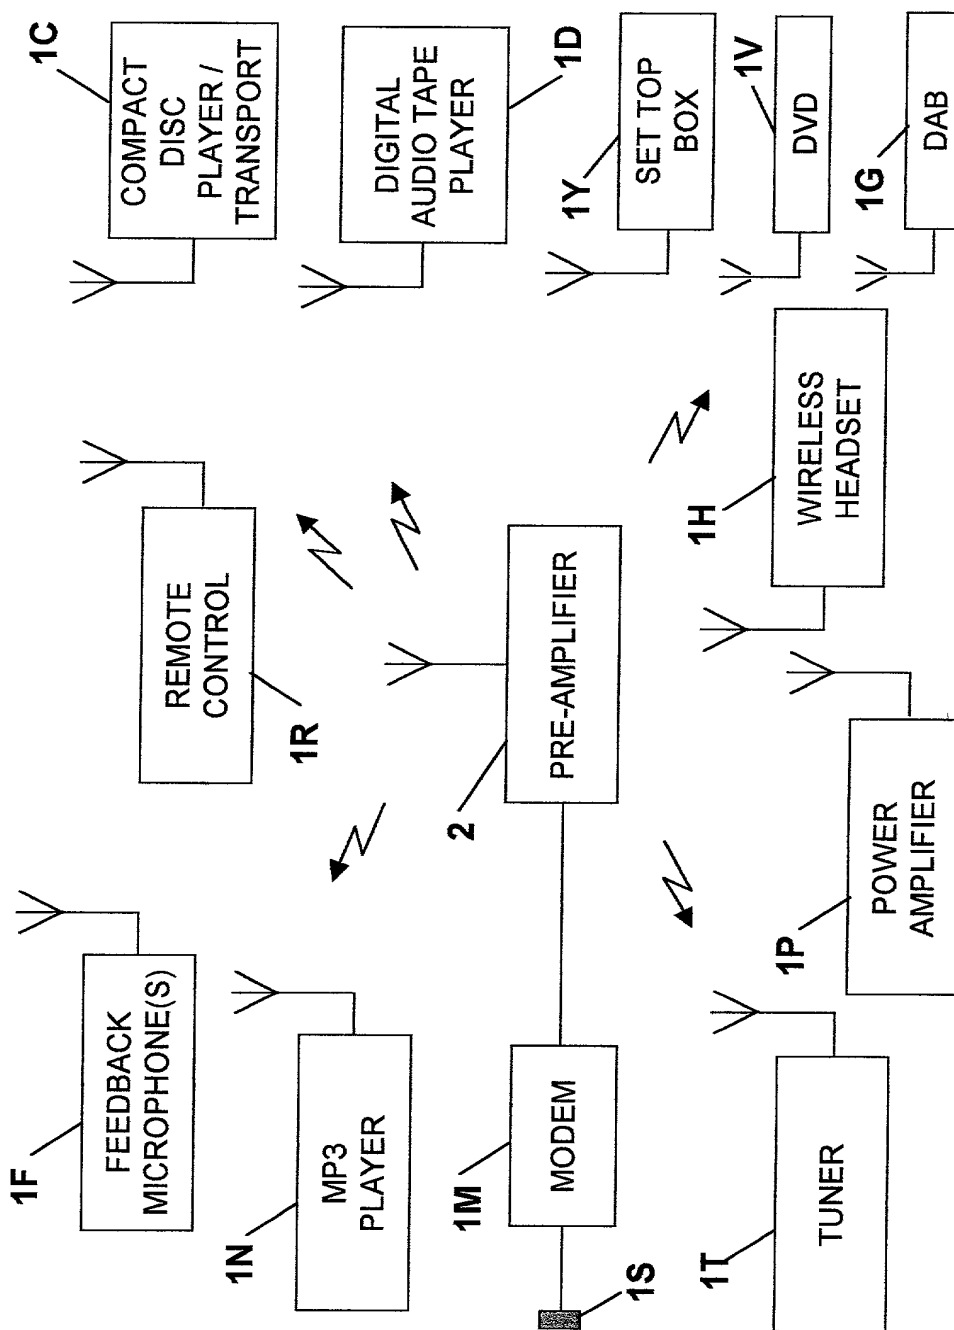 1F
FEEDBACK
MICROPHONE(S)
1N
MP3
PLAYER
1M
MODEM
1S
1T
TUNER
REMOTE
CONTROL
1R
2
PRE-AMPLIFIER
1P
POWER
AMPLIFIER
1H
WIRELESS
HEADSET
1C
COMPACT
DISC
PLAYER /
TRANSPORT
DIGITAL
AUDIO TAPE
PLAYER
1D
1Y
SET TOP
BOX
DVD
1V
1G
DAB